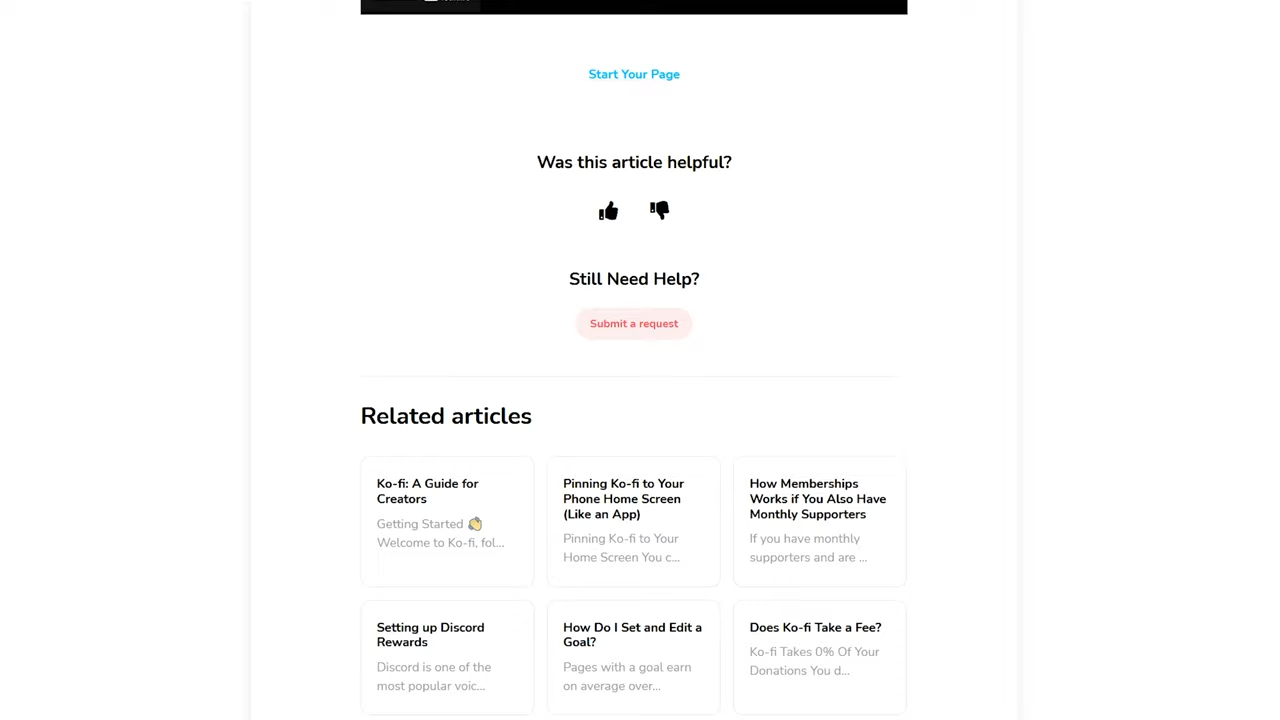 Start Your Page
Was this article helpful?
Still Need Help?
Submit a request
Related articles
Ko-fi: A Guide for
Creators
Getting Started 👏
Welcome to Ko-fi, fol...
Pinning Ko-fi to Your
Phone Home Screen
(Like an App)
Pinning Ko-fi to Your
Home Screen You c...
How Memberships
Works if You Also Have
Monthly Supporters
If you have monthly
supporters and are ...
Setting up Discord
Rewards
Discord is one of the
most popular voic...
How Do I Set and Edit a
Goal?
Pages with a goal earn
on average over...
Does Ko-fi Take a Fee?
Ko-fi Takes 0% Of Your
Donations You d...